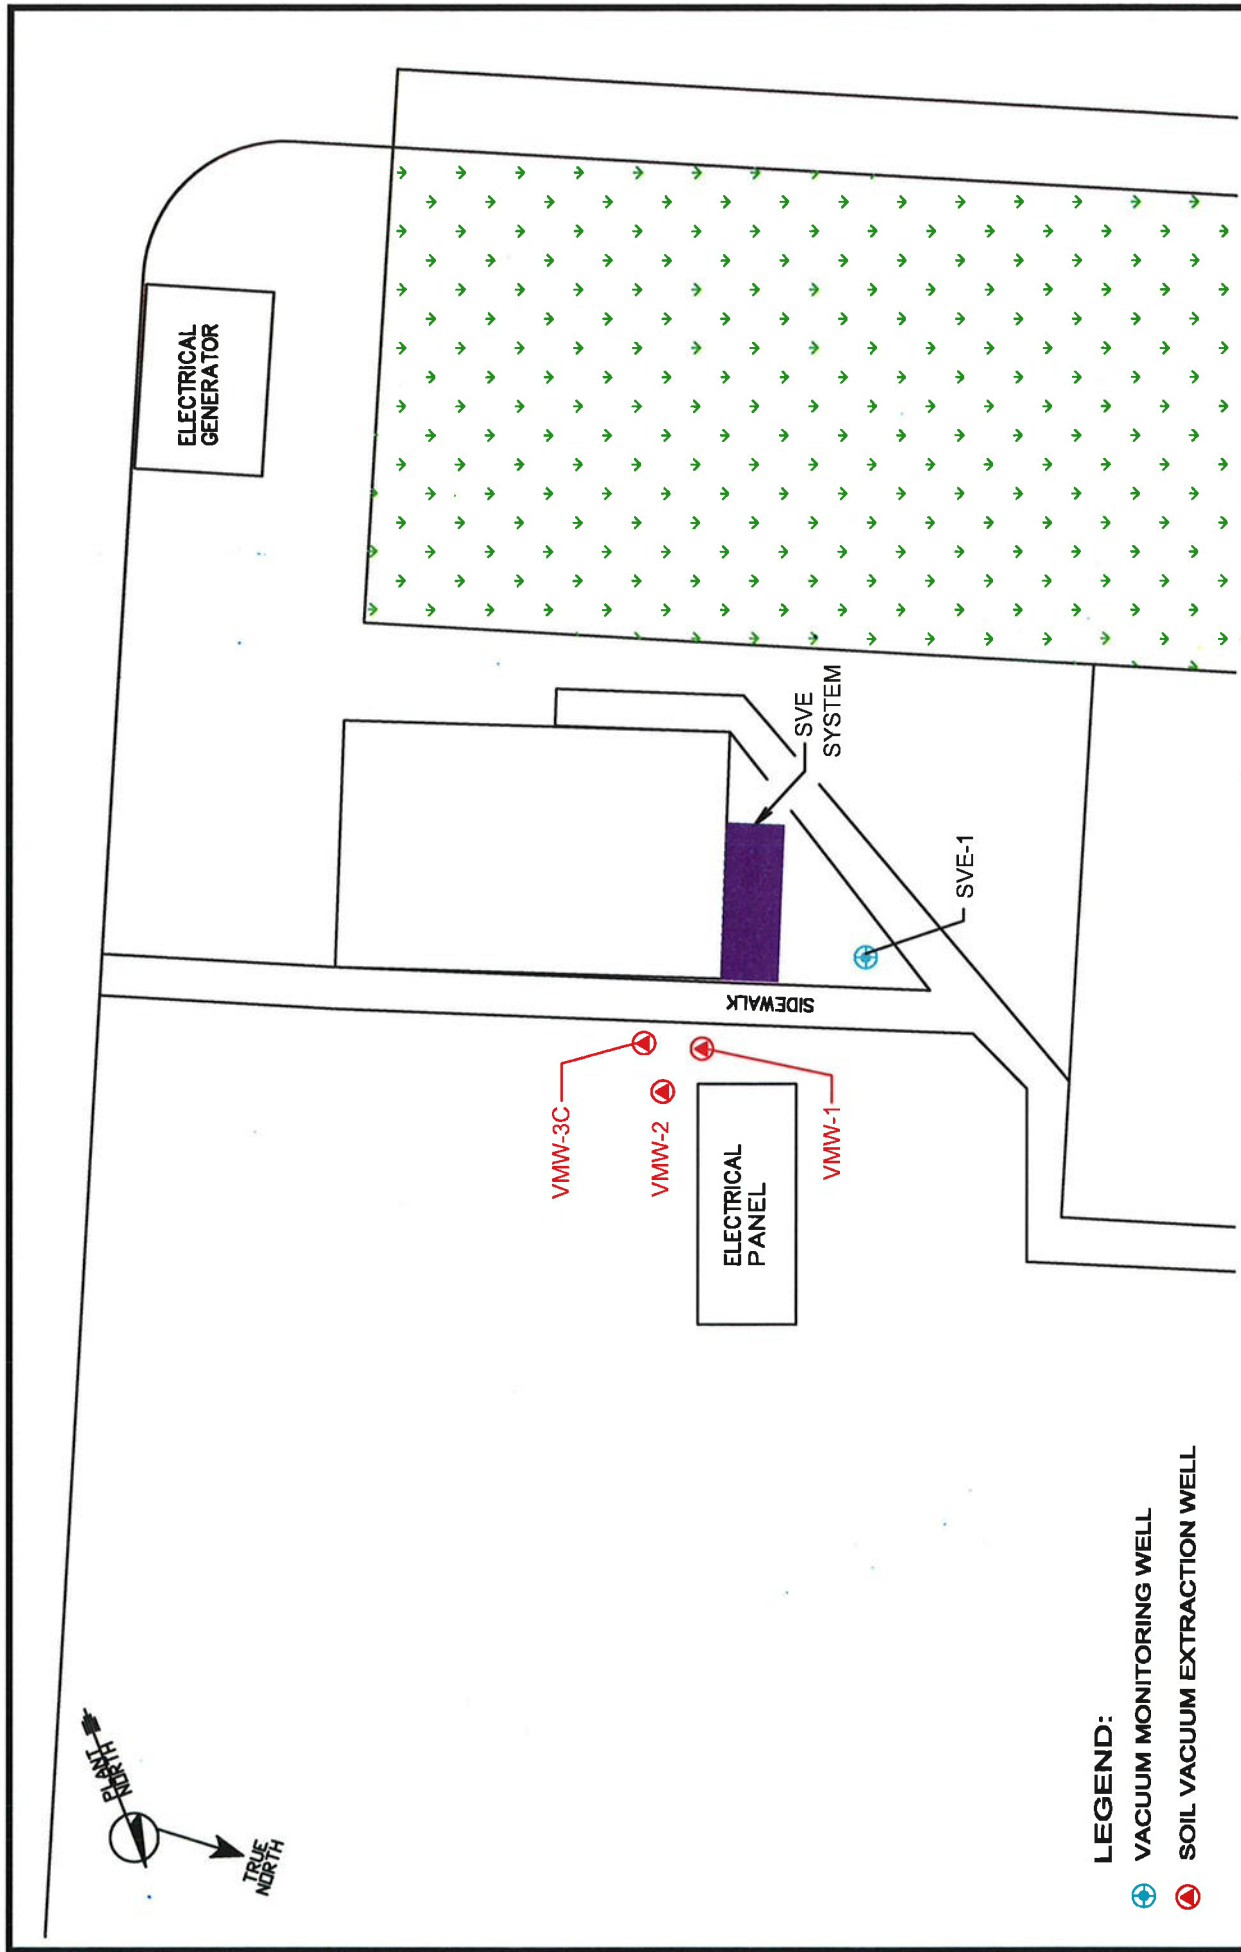 ELECTRICAL
GENERATOR
SVE
SYSTEM
SVE-1
SIDEWALK
VMW-3C
VMW-2
VMW-1
ELECTRICAL
PANEL
PLANT
NORTH
TRUE
NORTH
LEGEND:
VACUUM MONITORING WELL
SOIL VACUUM EXTRACTION WELL